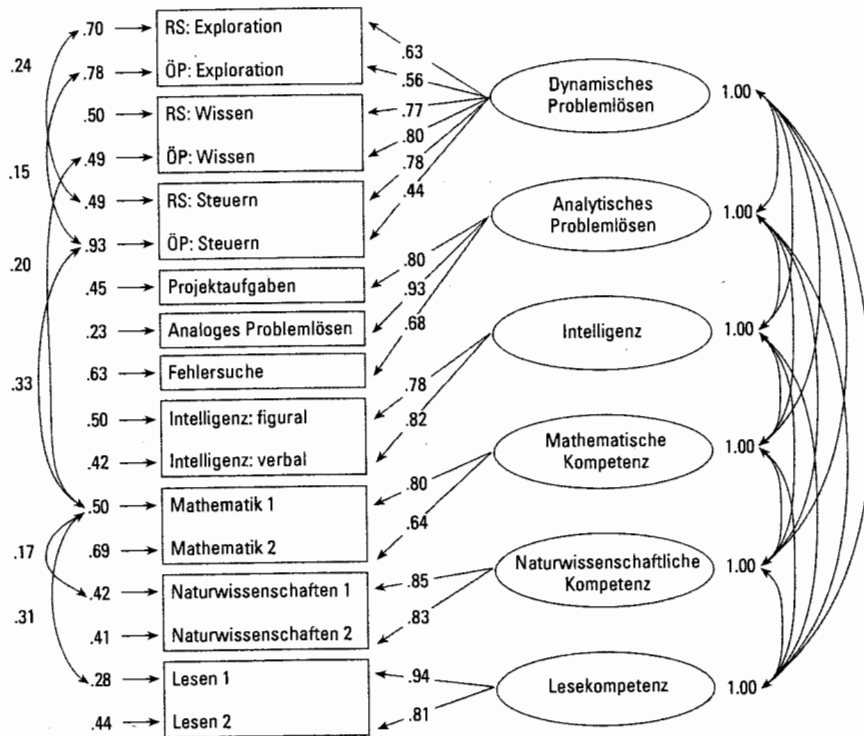 .70 RS: Exploration
.78 ÖP: Exploration
.50 RS: Wissen
.49 ÖP: Wissen
.49 RS: Steuern
.93 ÖP: Steuern
.45 Projektaufgaben
.23 Analoges Problemlösen
.63 Fehlersuche
.50 Intelligenz: figural
.42 Intelligenz: verbal
.50 Mathematik 1
.69 Mathematik 2
.42 Naturwissenschaften 1
.41 Naturwissenschaften 2
.28 Lesen 1
.44 Lesen 2
.24
.15
.20
.33
.17
.31
.63
.56
.77
.80
.78
.44
.80
.93
.68
.78
.82
.80
.64
.85
.83
.94
.81
Dynamisches
Problemlösen
1.00
Analytisches
Problemlösen
1.00
Intelligenz
1.00
Mathematische
Kompetenz
1.00
Naturwissenschaftliche
Kompetenz
1.00
Lesekompetenz
1.00